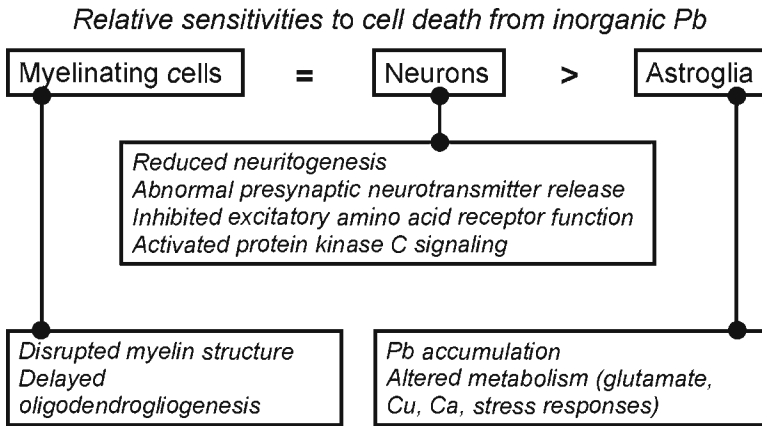 Relative sensitivities to cell death from inorganic Pb
Myelinating cells = Neurons > Astroglia
Reduced neuritogenesis
Abnormal presynaptic neurotransmitter release
Inhibited excitatory amino acid receptor function
Activated protein kinase C signaling
Disrupted myelin structure
Delayed
oligodendrogliogenesis
Pb accumulation
Altered metabolism (glutamate,
Cu, Ca, stress responses)